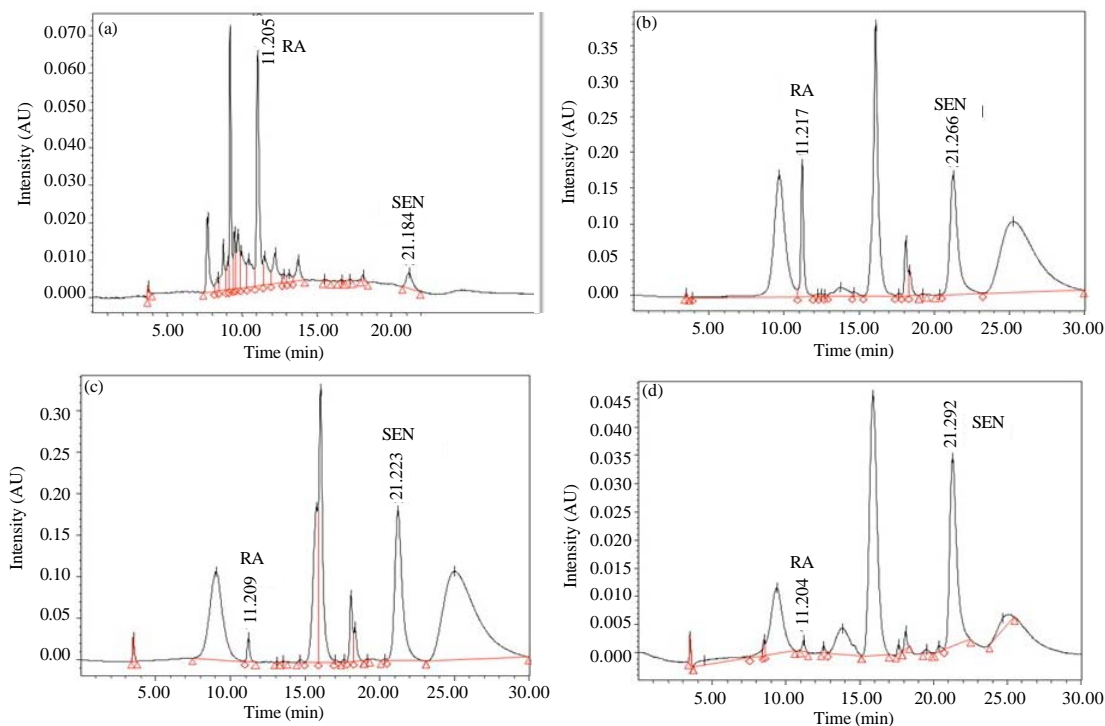 (a)
11.205
RA
SEN
21.184
0.070
0.060
0.050
0.040
0.030
0.020
0.010
0.000
Intensity (AU)
5.00 10.00 15.00 20.00
Time (min)
(b)
RA
11.217
SEN
21.266
0.35
0.30
0.25
0.20
0.15
0.10
0.05
0.00
Intensity (AU)
5.00 10.00 15.00 20.00 25.00 30.00
Time (min)
(c)
RA
11.209
SEN
21.223
0.30
0.25
0.20
0.15
0.10
0.05
0.00
Intensity (AU)
5.00 10.00 15.00 20.00 25.00 30.00
Time (min)
(d)
RA
11.204
21.292
SEN
0.045
0.040
0.035
0.030
0.025
0.020
0.015
0.010
0.005
0.000
Intensity (AU)
5.00 10.00 15.00 20.00 25.00 30.00
Time (min)